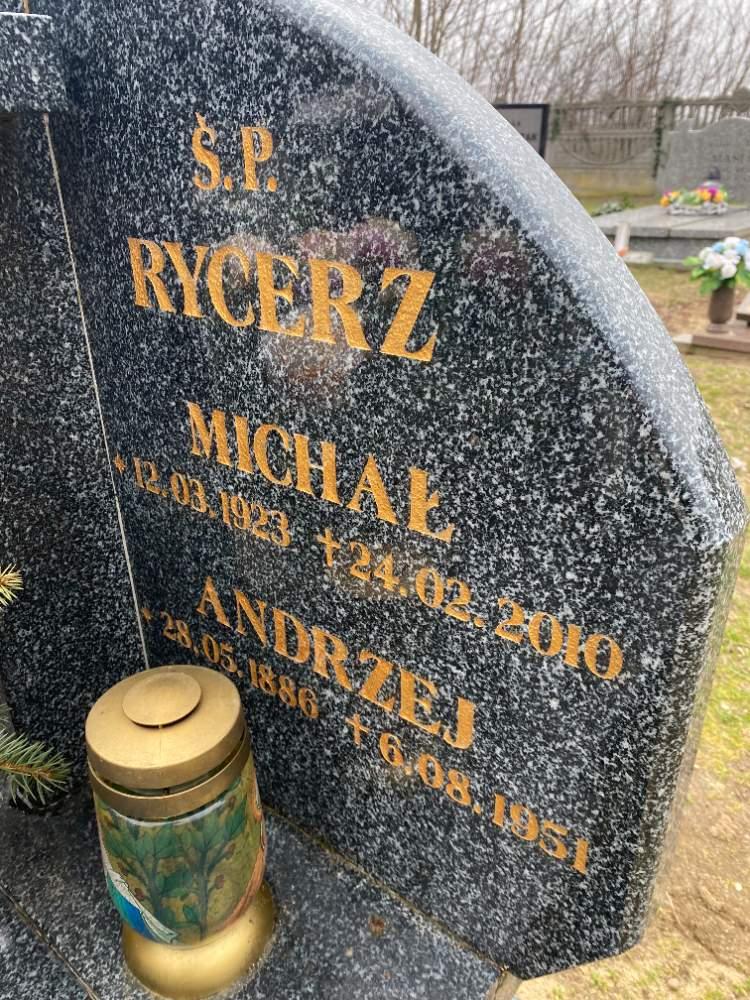 Ś.P.
RYCERZ
MICHAŁ
* 12.03.1923 † 24.02.2010
ANDRZEJ
* 28.05.1886 † 6.08.1951